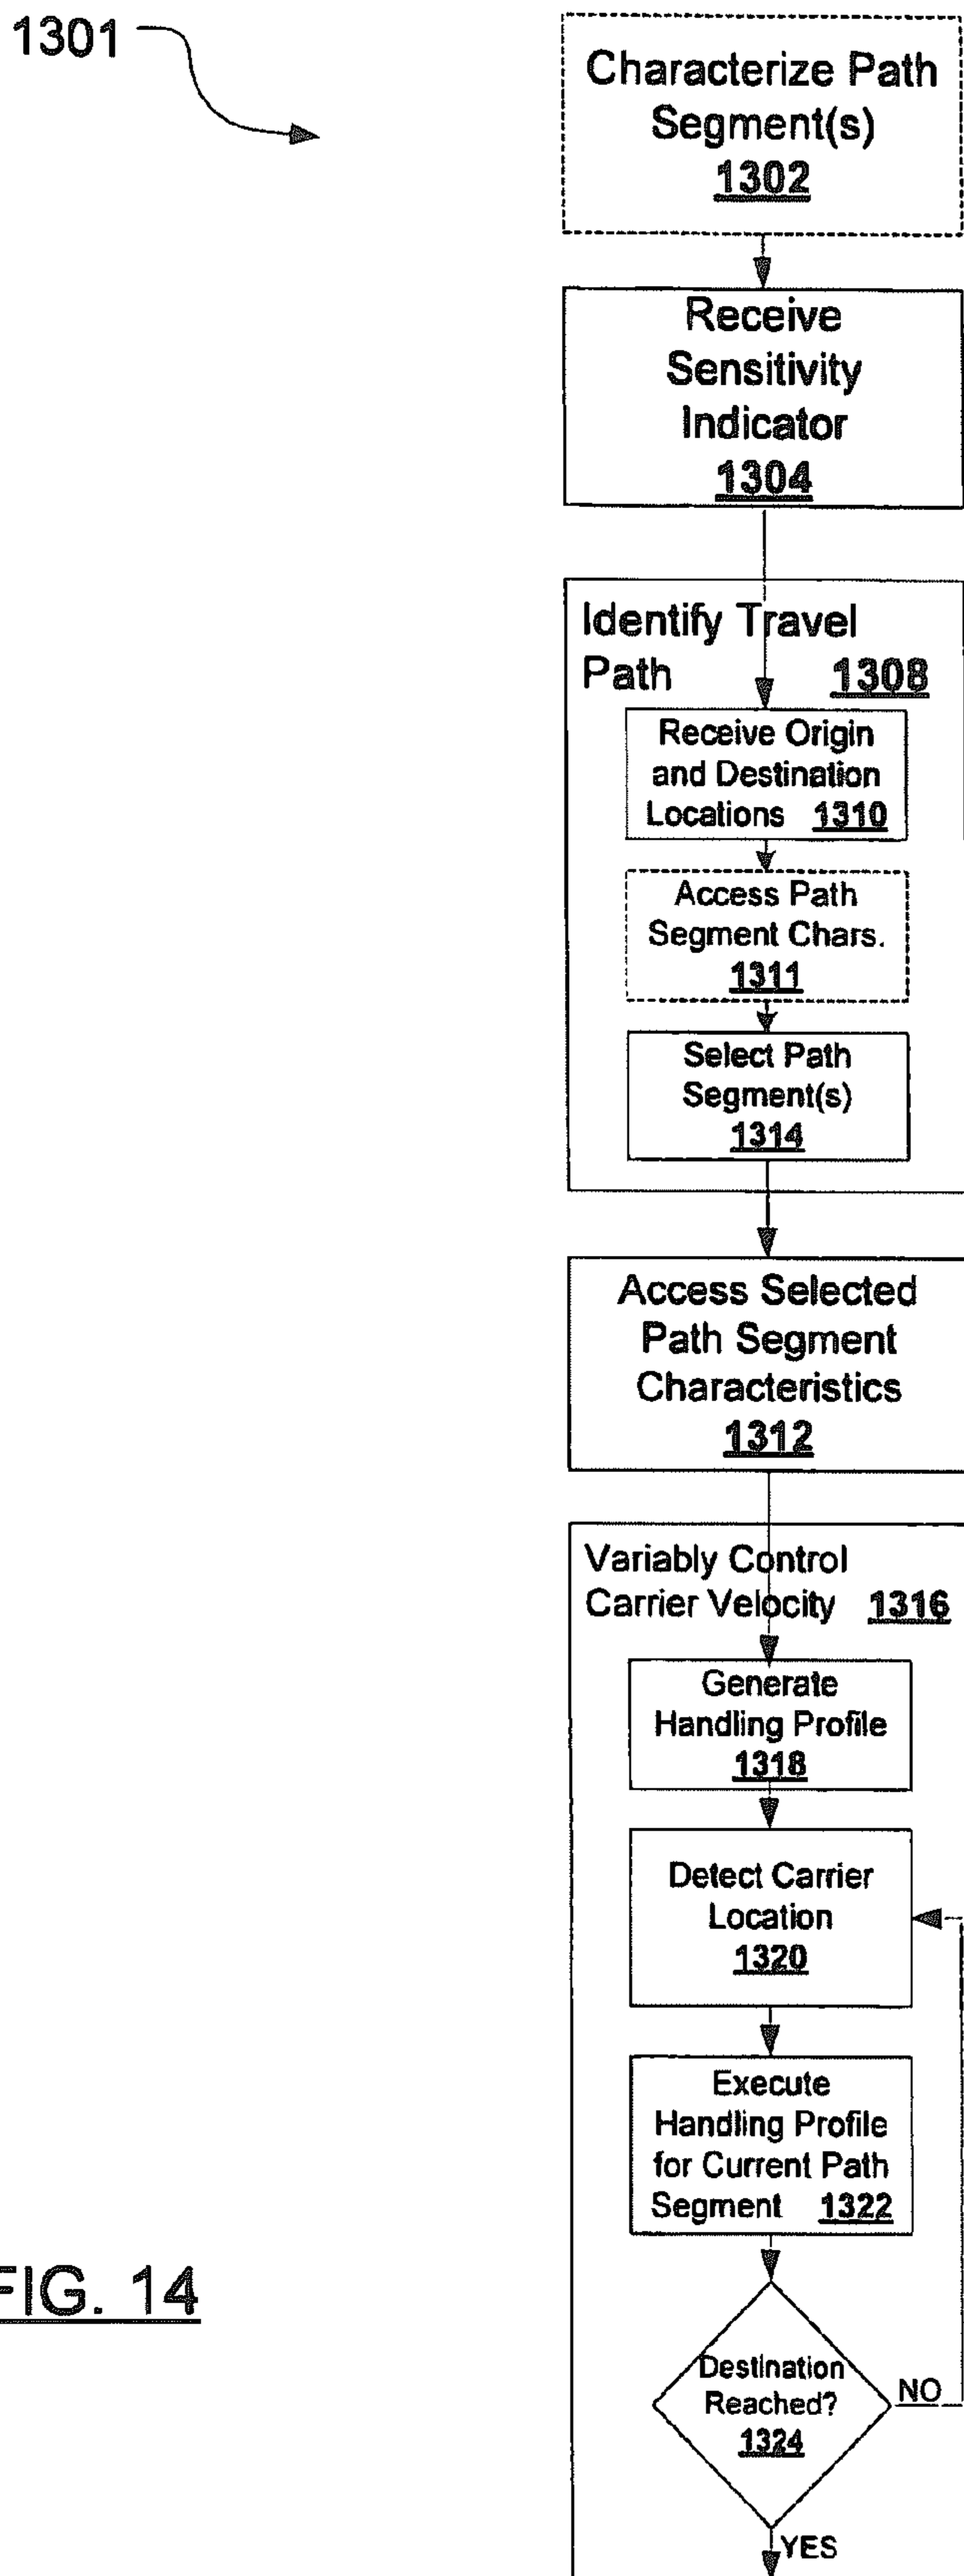 1301
Characterize Path
Segment(s)
1302
Receive
Sensitivity
Indicator
1304
Identify Travel
Path 1308
Receive Origin
and Destination
Locations 1310
Access Path
Segment Chars.
1311
Select Path
Segment(s)
1314
Access Selected
Path Segment
Characteristics
1312
Variably Control
Carrier Velocity 1316
Generate
Handling Profile
1318
Detect Carrier
Location
1320
Execute
Handling Profile
for Current Path
Segment 1322
Destination
Reached?
1324
NO
YES
FIG. 14